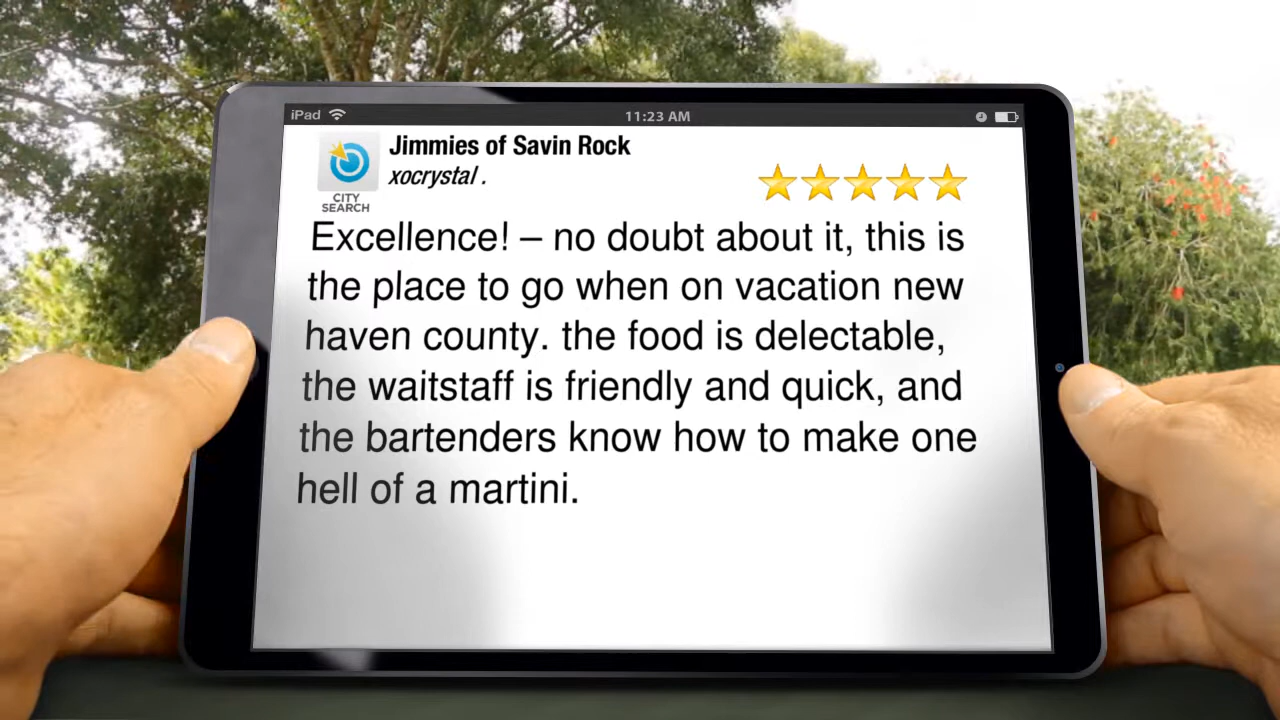 iPad
11:23 AM
Jimmies of Savin Rock
xocrystal .
CITY
SEARCH
Excellence! – no doubt about it, this is
the place to go when on vacation new
haven county. the food is delectable,
the waitstaff is friendly and quick, and
the bartenders know how to make one
hell of a martini.